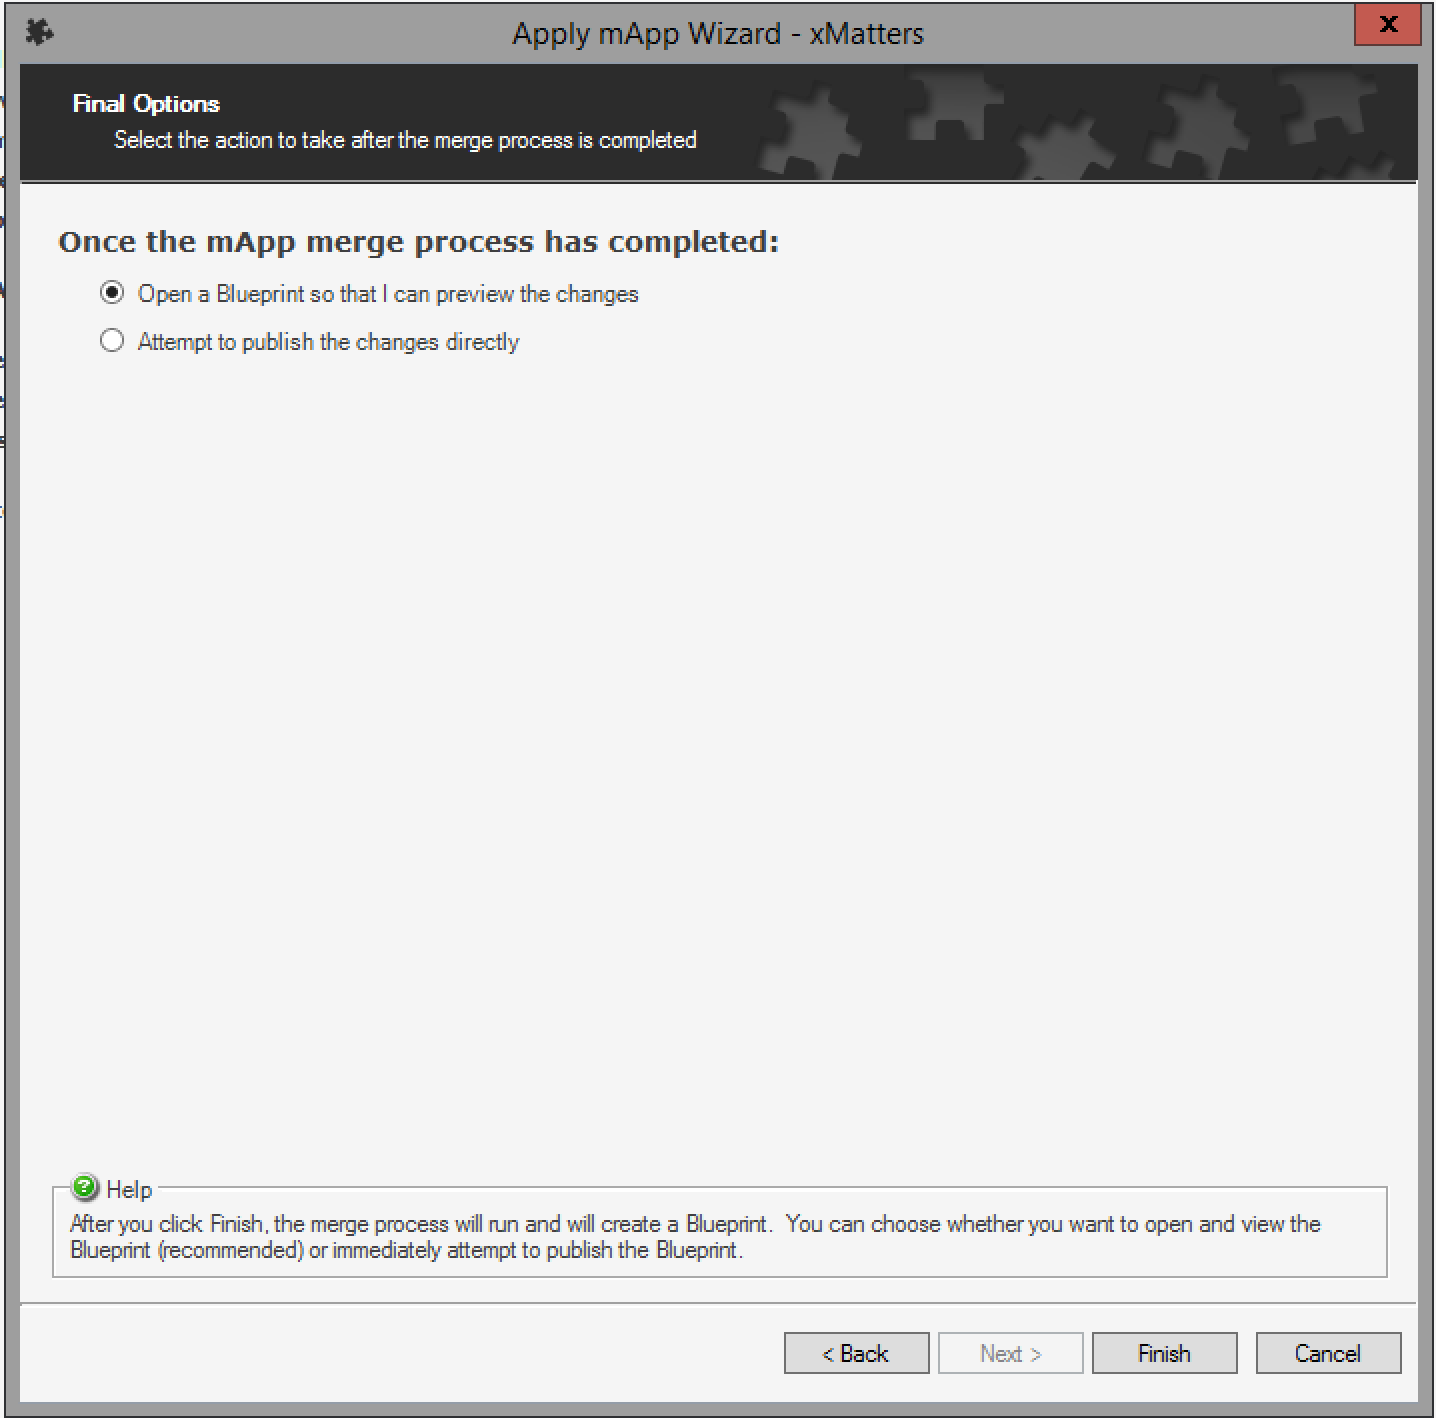 Apply mApp Wizard - xMatters
x
Final Options
Select the action to take after the merge process is completed
Once the mApp merge process has completed:
Open a Blueprint so that I can preview the changes
Attempt to publish the changes directly
Help
After you click Finish, the merge process will run and will create a Blueprint. You can choose whether you want to open and view the
Blueprint (recommended) or immediately attempt to publish the Blueprint.
< Back
Next >
Finish
Cancel